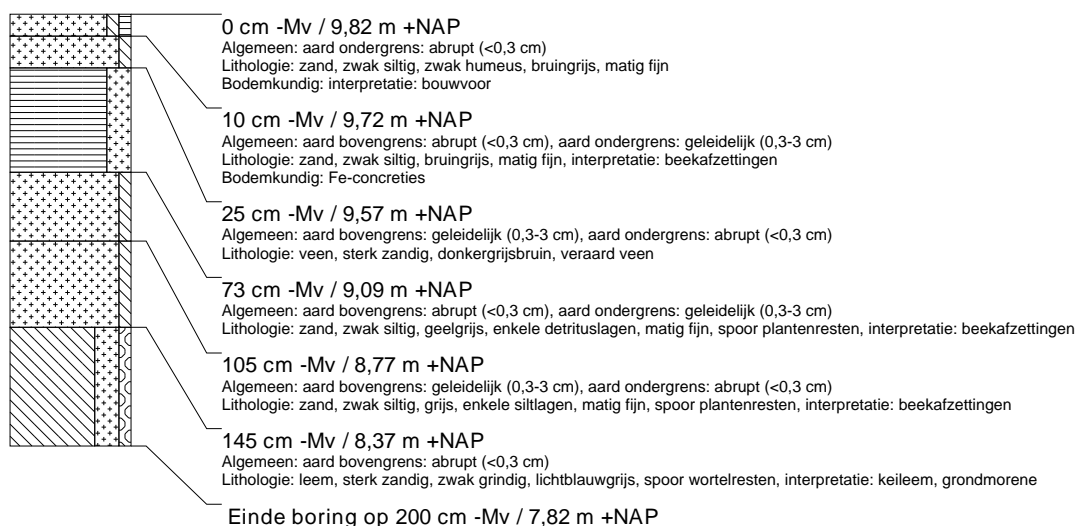 0 cm -Mv / 9,82 m +NAP
Algemeen: aard ondergrens: abrupt (<0,3 cm)
Lithologie: zand, zwak siltig, zwak humeus, bruingrijs, matig fijn
Bodemkundig: interpretatie: bouwvoor
10 cm -Mv / 9,72 m +NAP
Algemeen: aard bovengrens: abrupt (<0,3 cm), aard ondergrens: geleidelijk (0,3-3 cm)
Lithologie: zand, zwak siltig, bruingrijs, matig fijn, interpretatie: beekafzettingen
Bodemkundig: Fe-concreties
25 cm -Mv / 9,57 m +NAP
Algemeen: aard bovengrens: geleidelijk (0,3-3 cm), aard ondergrens: abrupt (<0,3 cm)
Lithologie: veen, sterk zandig, donkergrijsbruin, veraard veen
73 cm -Mv / 9,09 m +NAP
Algemeen: aard bovengrens: abrupt (<0,3 cm), aard ondergrens: geleidelijk (0,3-3 cm)
Lithologie: zand, zwak siltig, geelgrijs, enkele detrituslagen, matig fijn, spoor plantenresten, interpretatie: beekafzettingen
105 cm -Mv / 8,77 m +NAP
Algemeen: aard bovengrens: geleidelijk (0,3-3 cm), aard ondergrens: abrupt (<0,3 cm)
Lithologie: zand, zwak siltig, grijs, enkele siltlagen, matig fijn, spoor plantenresten, interpretatie: beekafzettingen
145 cm -Mv / 8,37 m +NAP
Algemeen: aard bovengrens: abrupt (<0,3 cm)
Lithologie: leem, sterk zandig, zwak grindig, lichtblauwgrijs, spoor wortelresten, interpretatie: keileem, grondmorene
Einde boring op 200 cm -Mv / 7,82 m +NAP